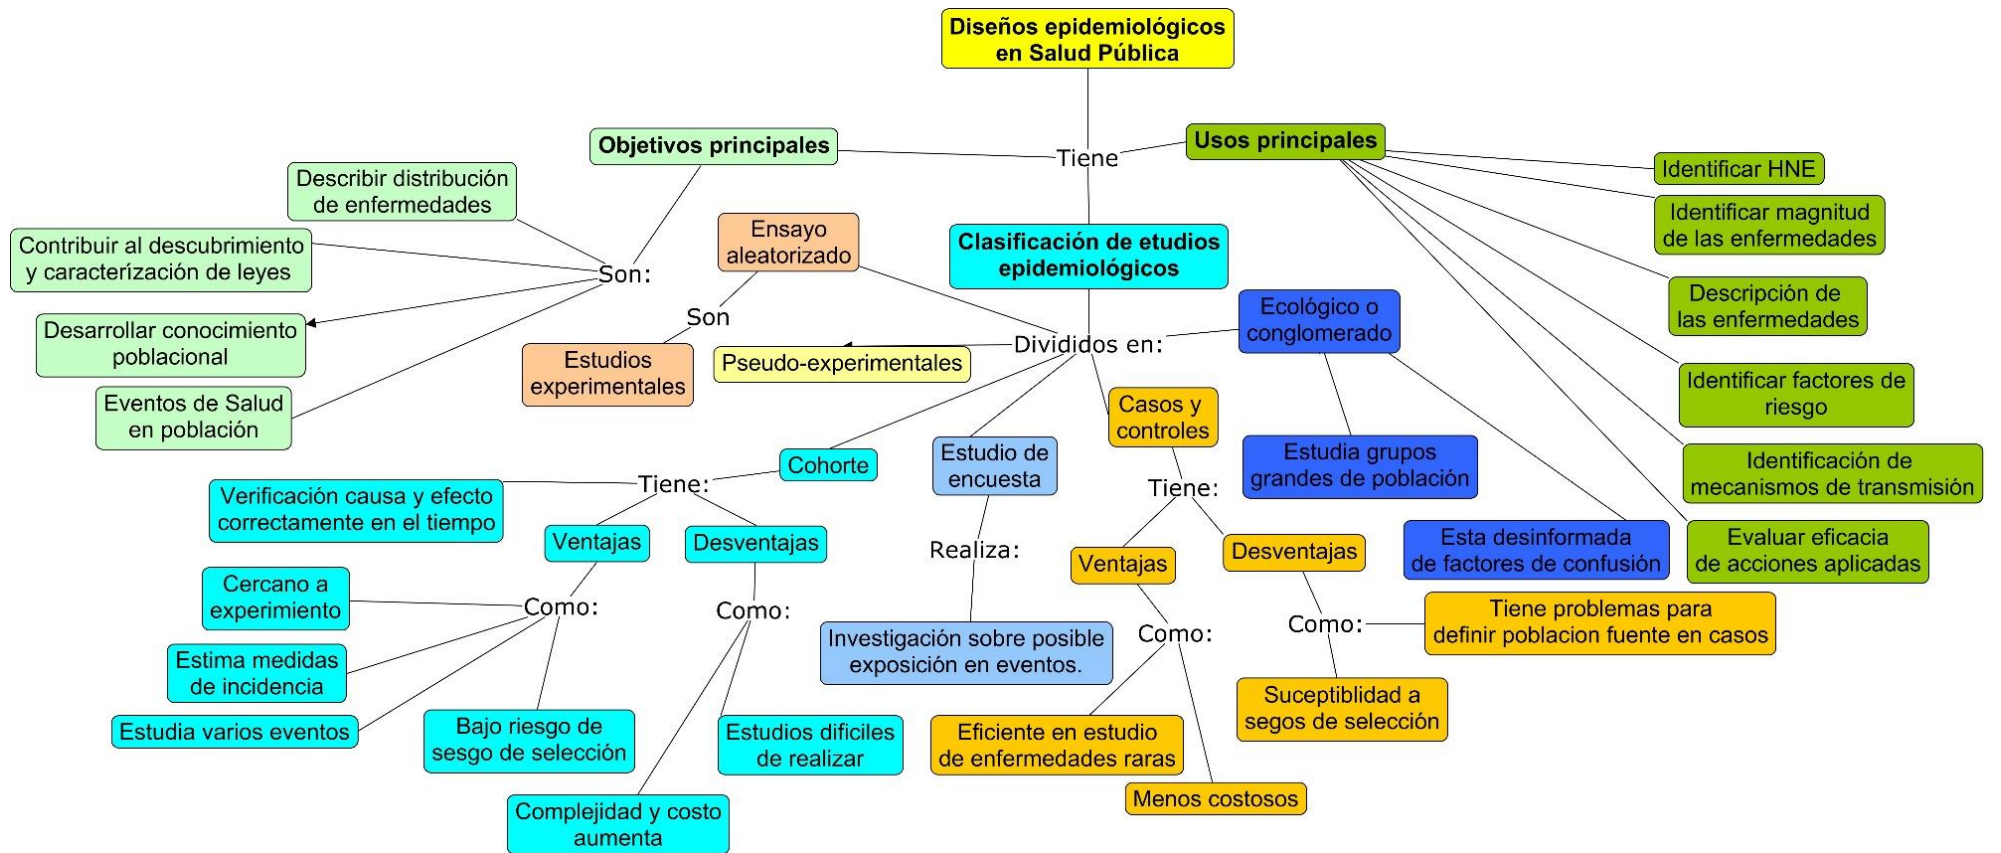 Diseños epidemiológicos
en Salud Pública
Tiene
Objetivos principales
Son:
Describir distribución
de enfermedades
Contribuir al descubrimiento
y caracterízación de leyes
Desarrollar conocimiento
poblacional
Eventos de Salud
en población
Usos principales
Identificar HNE
Identificar magnitud
de las enfermedades
Descripción de
las enfermedades
Identificar factores de
riesgo
Identificación de
mecanismos de transmisión
Evaluar eficacia
de acciones aplicadas
Clasificación de etudios
epidemiológicos
Divididos en:
Ensayo
aleatorizado
Son
Estudios
experimentales
Pseudo-experimentales
Cohorte
Tiene:
Verificación causa y efecto
correctamente en el tiempo
Ventajas
Como:
Cercano a
experimento
Estima medidas
de incidencia
Estudia varios eventos
Bajo riesgo de
sesgo de selección
Desventajas
Como:
Estudios dificiles
de realizar
Complejidad y costo
aumenta
Estudio de
encuesta
Realiza:
Investigación sobre posible
exposición en eventos.
Casos y
controles
Tiene:
Ventajas
Como:
Eficiente en estudio
de enfermedades raras
Menos costosos
Desventajas
Como:
Tiene problemas para
definir poblacion fuente en casos
Suceptiblidad a
segos de selección
Ecológico o
conglomerado
Estudia grupos
grandes de población
Esta desinformada
de factores de confusión